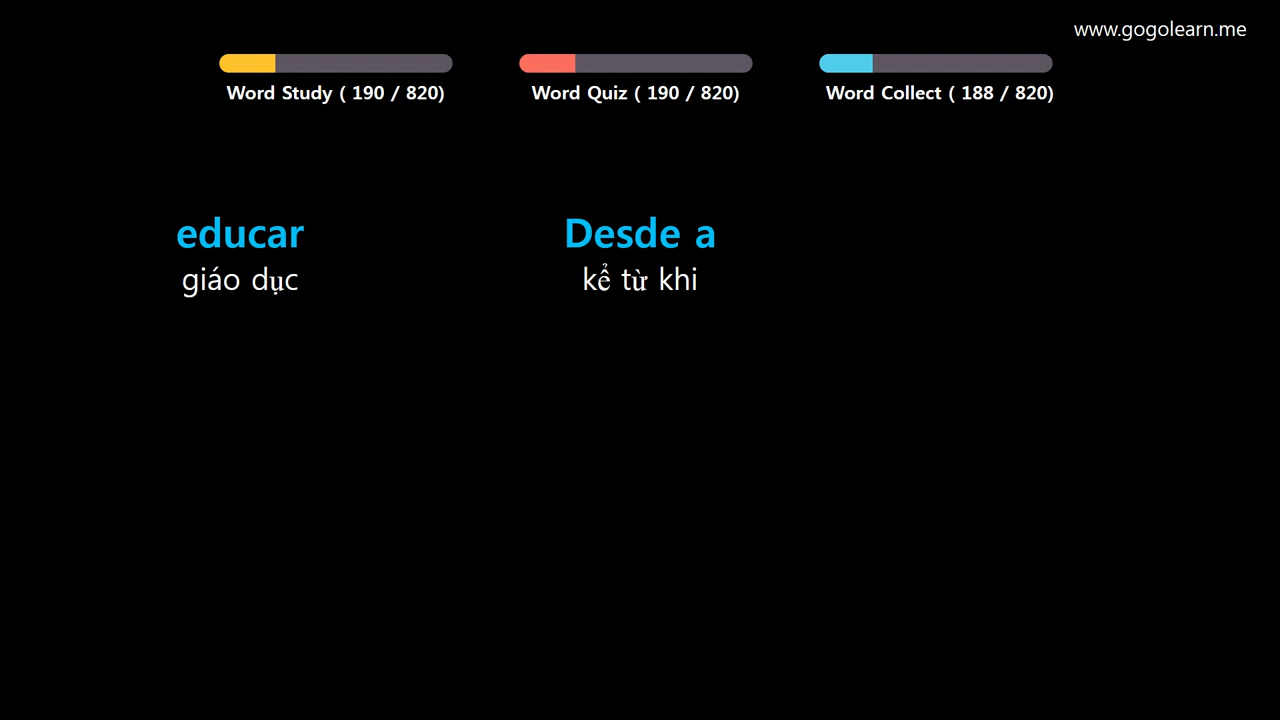 www.gogolearn.me
Word Study ( 190 / 820)
Word Quiz ( 190 / 820)
Word Collect ( 188 / 820)
educar
giáo dục
Desde a
kể từ khi